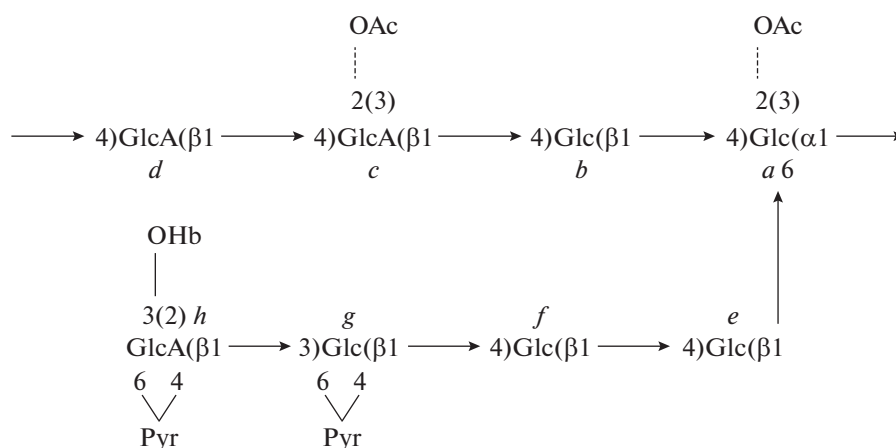 OAc OAc
2(3) 2(3)
4)GlcA(β1 4)GlcA(β1 4)Glc(β1 4)Glc(α1
d c b a 6
OHb
3(2) h g f e
GlcA(β1 3)Glc(β1 4)Glc(β1 4)Glc(β1
6 4 6 4
Pyr Pyr